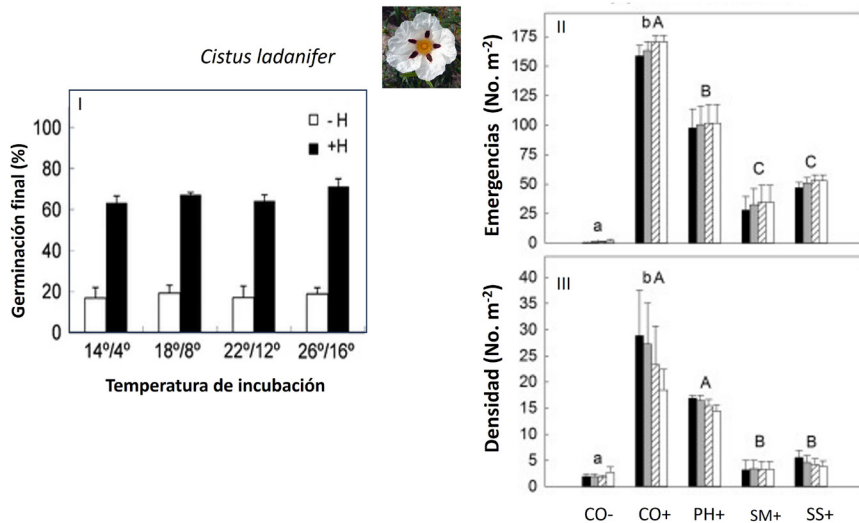 Cistus ladanifer
I
- H
+H
Germinación final (%)
100
80
60
40
20
0
14º/4º
18º/8º
22º/12º
26º/16º
Temperatura de incubación
II
Emergencias (No. m-2)
175
150
125
100
75
50
25
0
a
b A
B
C
C
III
Densidad (No. m-2)
40
35
30
25
20
15
10
5
0
a
b A
A
B
B
CO-
CO+
PH+
SM+
SS+